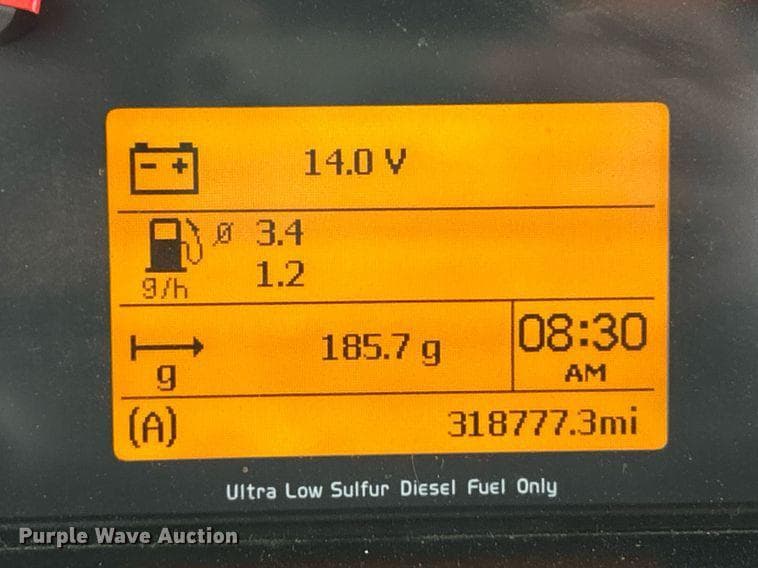 14.0 V
ø 3.4
g/h 1.2
185.7 g
g
08:30
AM
(A) 318777.3mi
Ultra Low Sulfur Diesel Fuel Only
Purple Wave Auction